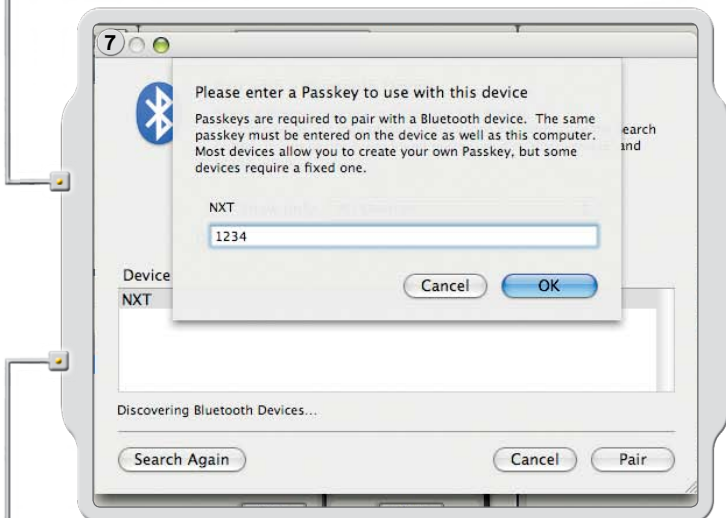 7
Please enter a Passkey to use with this device
Passkeys are required to pair with a Bluetooth device. The same
passkey must be entered on the device as well as this computer.
Most devices allow you to create your own Passkey, but some
devices require a fixed one.
earch
and
NXT
1234
Cancel
OK
Device
NXT
Discovering Bluetooth Devices...
Search Again
Cancel
Pair